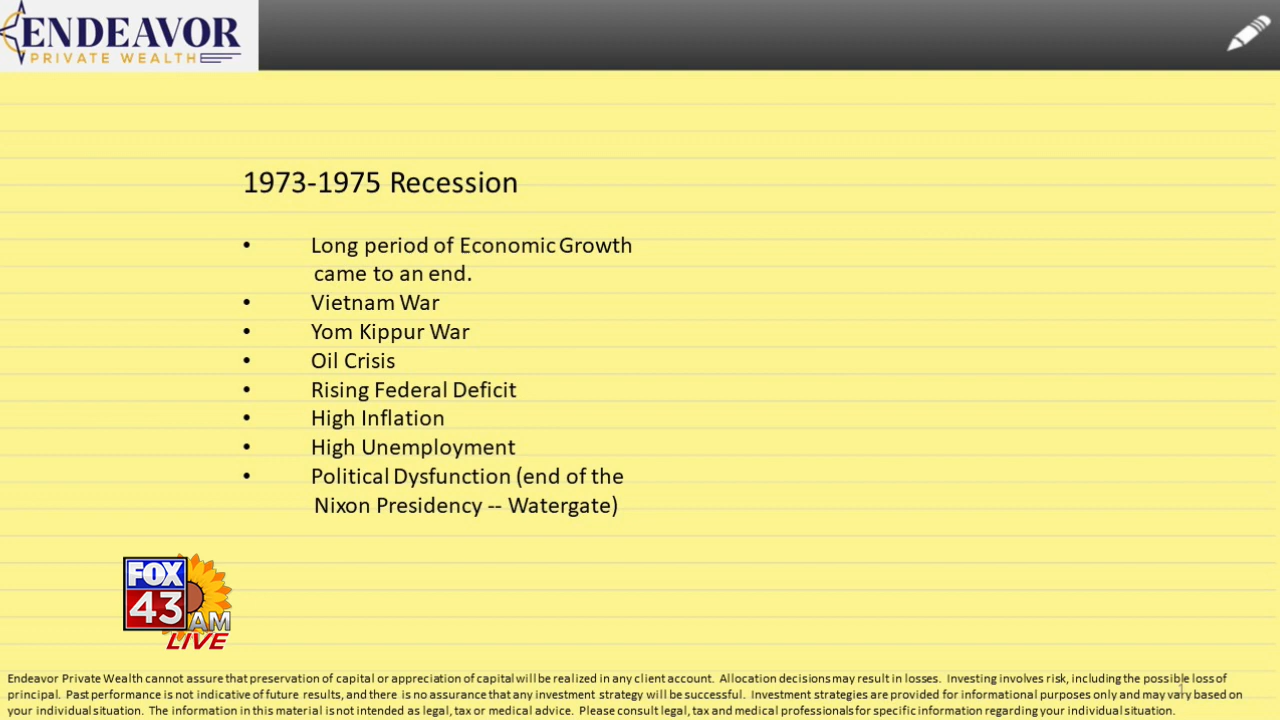 ENDEAVOR
PRIVATE WEALTH
1973-1975 Recession
• Long period of Economic Growth
came to an end.
• Vietnam War
• Yom Kippur War
• Oil Crisis
• Rising Federal Deficit
• High Inflation
• High Unemployment
• Political Dysfunction (end of the
Nixon Presidency -- Watergate)
FOX
43
AM
LIVE
Endeavor Private Wealth cannot assure that preservation of capital or appreciation of capital will be realized in any client account. Allocation decisions may result in losses. Investing involves risk, including the possible loss of
principal. Past performance is not indicative of future results, and there is no assurance that any investment strategy will be successful. Investment strategies are provided for informational purposes only and may vary based on
your individual situation. The information in this material is not intended as legal, tax or medical advice. Please consult legal, tax and medical professionals for specific information regarding your individual situation.